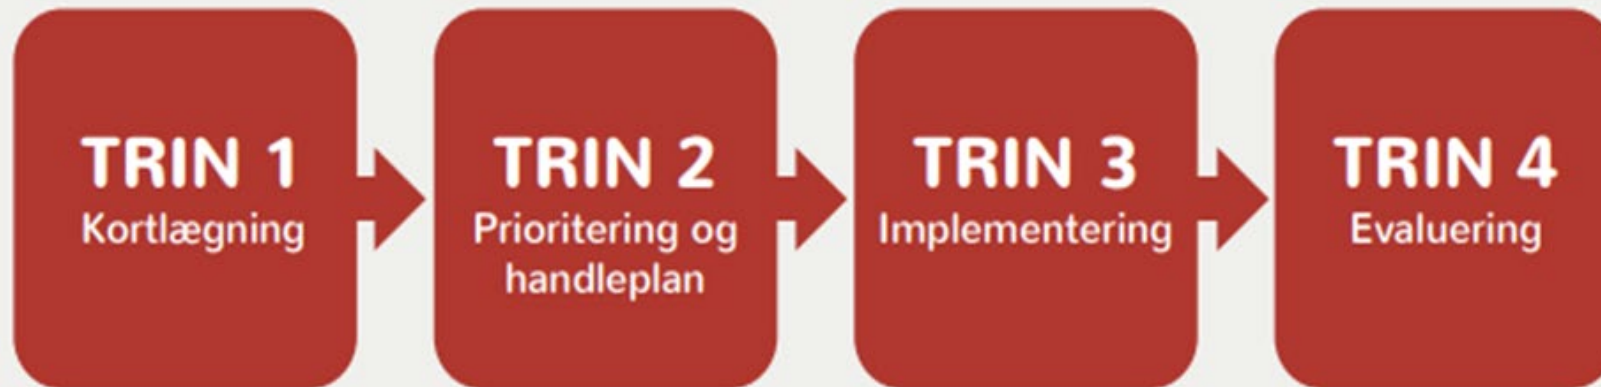 TRIN 1
Kortlægning
TRIN 2
Prioritering og
handleplan
TRIN 3
Implementering
TRIN 4
Evaluering